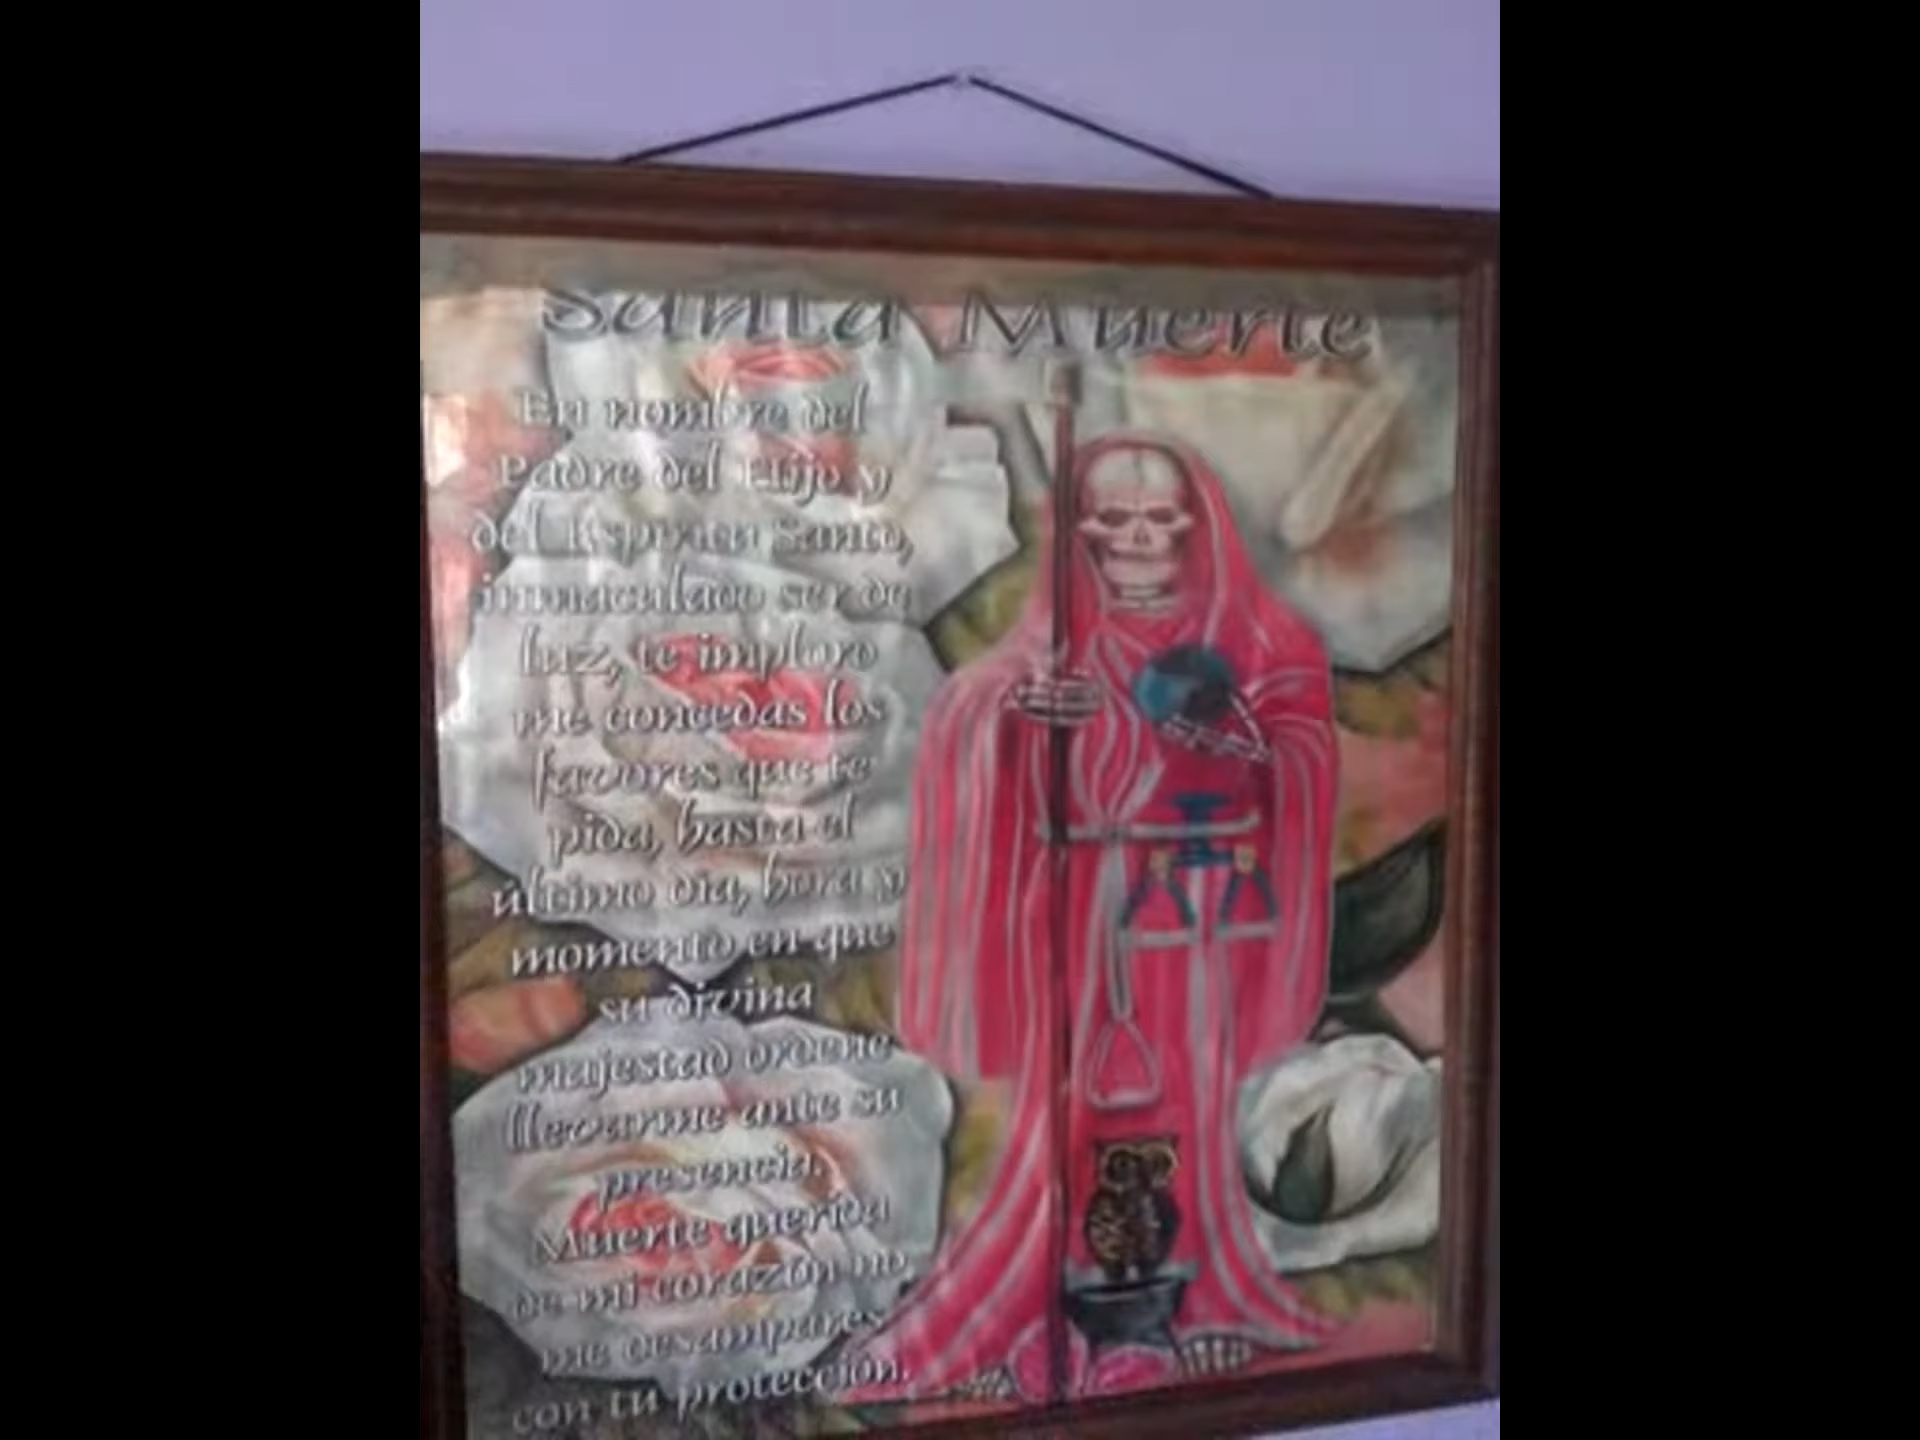 Santa Muerte
En nombre del
Padre del Hijo y
del Espiritu Santo,
inmaculado ser de
luz, te imploro
me concedas los
favores que te
pida, hasta el
último día, hora y
momento en que
su divina
majestad ordene
llevarme ante su
presencia.
Muerte querida
de mi corazón no
me desampares
con tu protección.